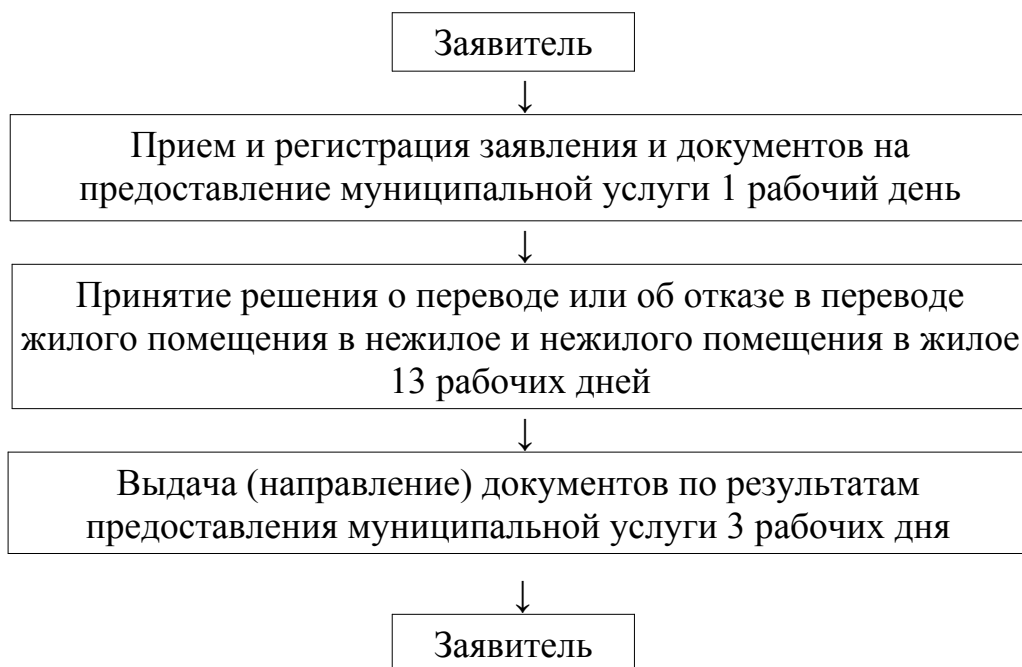 Заявитель
↓
Прием и регистрация заявления и документов на
предоставление муниципальной услуги 1 рабочий день
↓
Принятие решения о переводе или об отказе в переводе
жилого помещения в нежилое и нежилого помещения в жилое
13 рабочих дней
↓
Выдача (направление) документов по результатам
предоставления муниципальной услуги 3 рабочих дня
↓
Заявитель